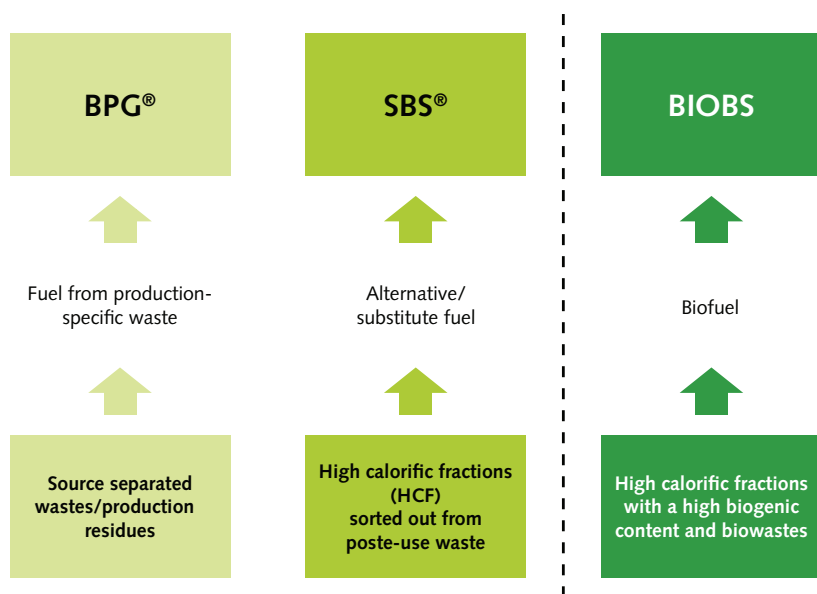 BPG®
SBS®
BIOBS
Fuel from production-
specific waste
Alternative/
substitute fuel
Biofuel
Source separated
wastes/production
residues
High calorific fractions
(HCF)
sorted out from
poste-use waste
High calorific fractions
with a high biogenic
content and biowastes